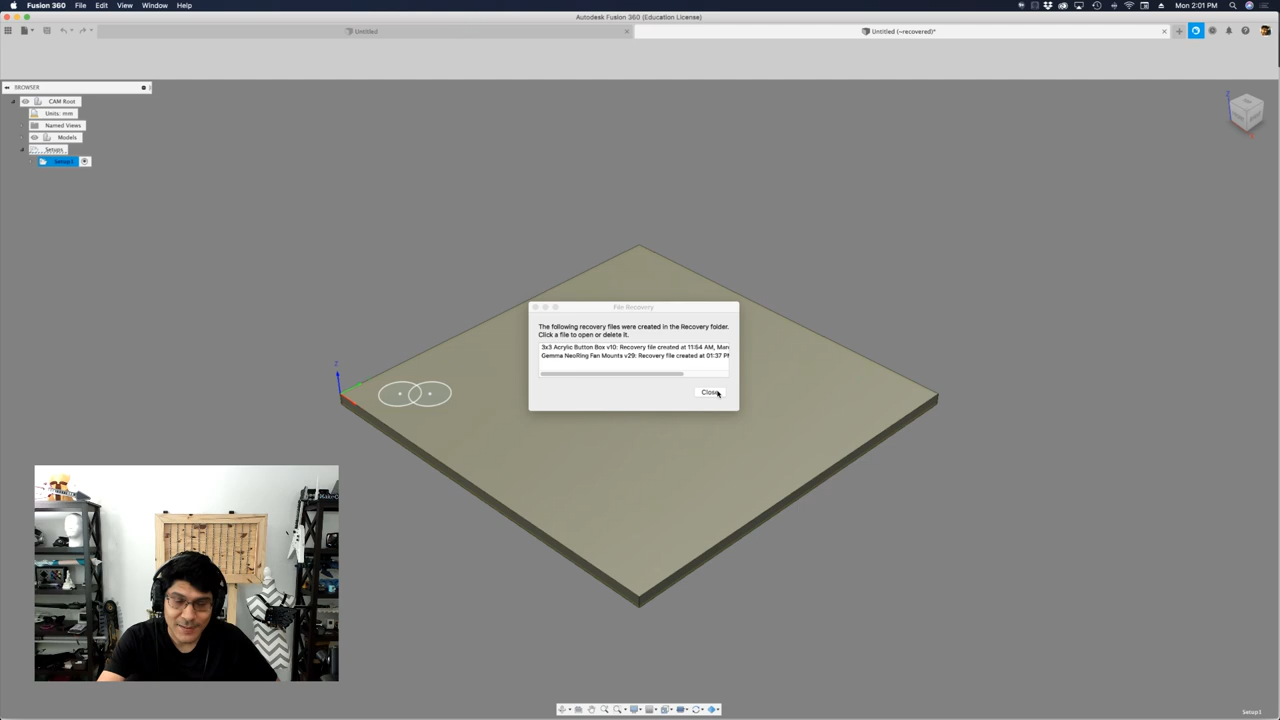 Fusion 360 File Edit View Window Help
Mon 2:01 PM
Autodesk Fusion 360 (Education License)
Untitled
Untitled (~recovered)*
BROWSER
CAM Root
Units: mm
Named Views
Models
Setups
Setup1
Z
Z
File Recovery
The following recovery files were created in the Recovery folder.
Click a file to open or delete it.
3x3 Acrylic Button Box v10: Recovery file created at 11:54 AM, Mar
Gemma NeoRing Fan Mounts v29: Recovery file created at 01:37 P
Close
Setup1